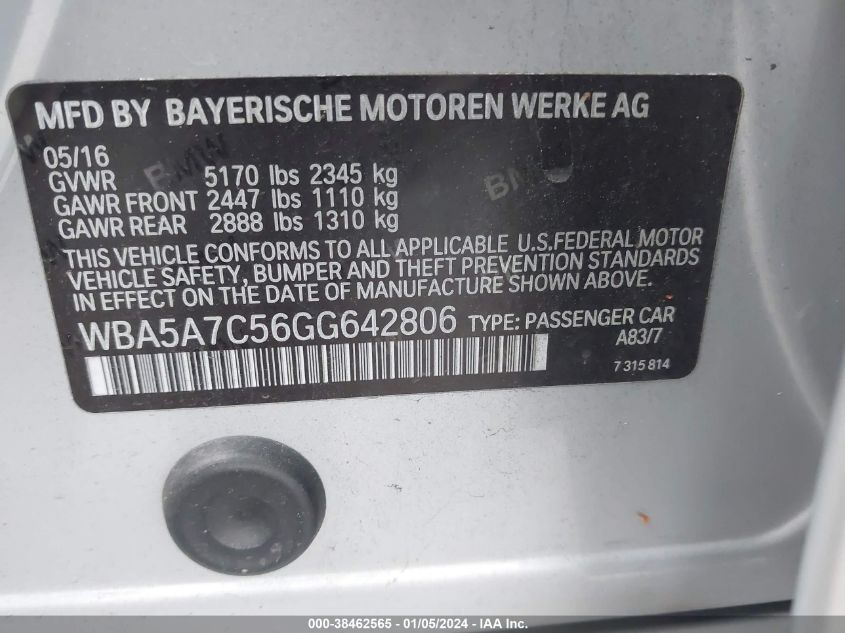 MFD BY BAYERISCHE MOTOREN WERKE AG
05/16
GVWR 5170 lbs 2345 kg
GAWR FRONT 2447 lbs 1110 kg
GAWR REAR 2888 lbs 1310 kg
THIS VEHICLE CONFORMS TO ALL APPLICABLE U.S.FEDERAL MOTOR
VEHICLE SAFETY, BUMPER AND THEFT PREVENTION STANDARDS
IN EFFECT ON THE DATE OF MANUFACTURE SHOWN ABOVE.
WBA5A7C56GG642806 TYPE: PASSENGER CAR
A83/7
7 315 814
000-38462565 - 01/05/2024 - IAA Inc.